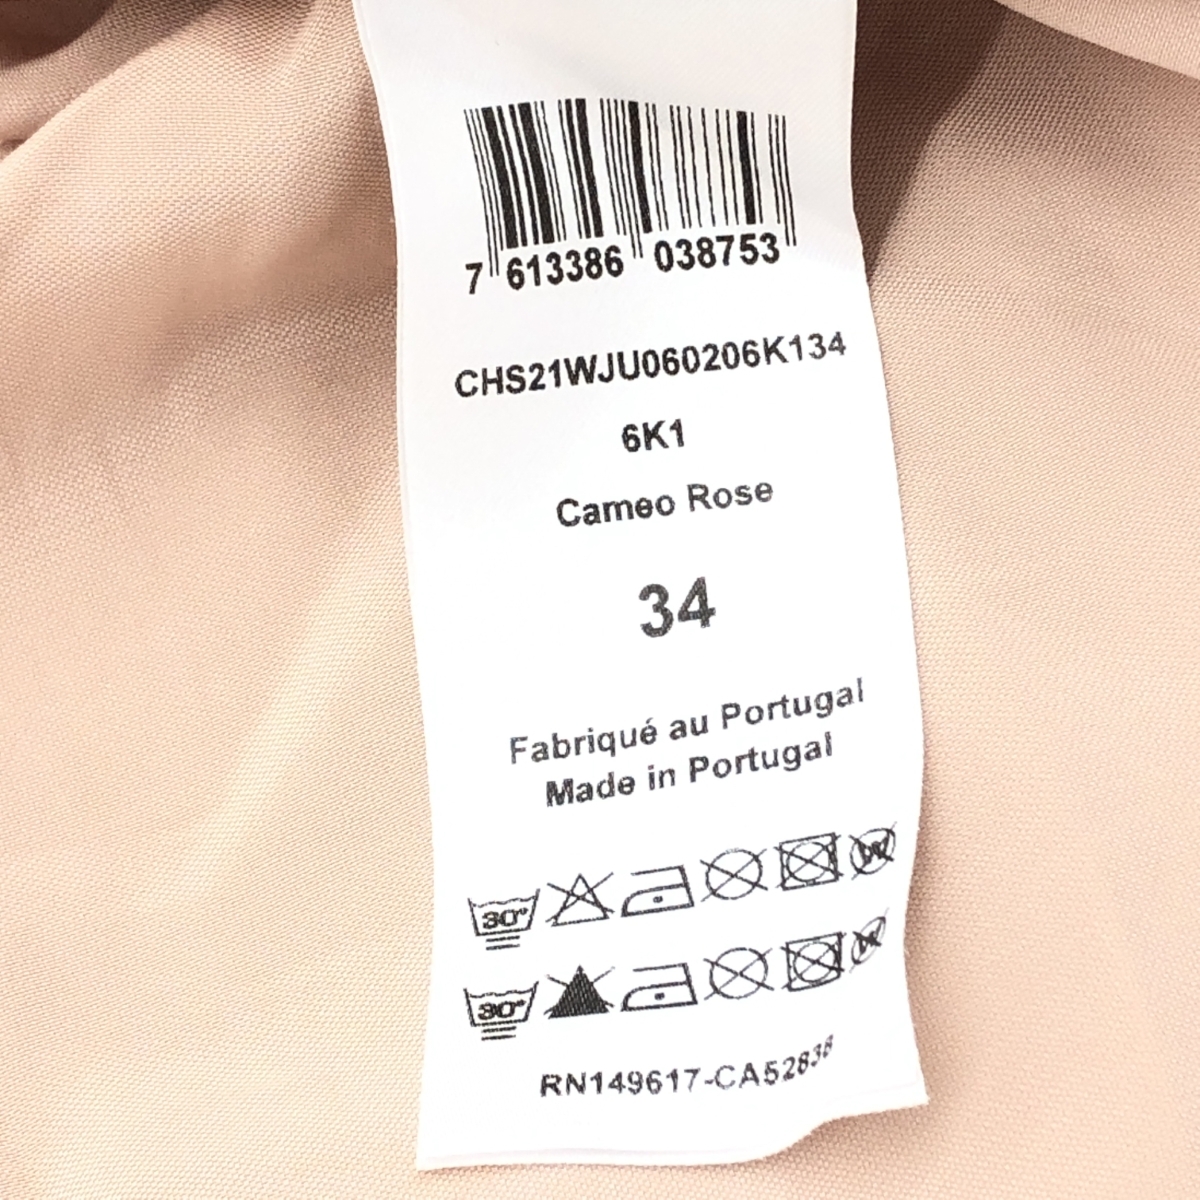 7 613386 038753
CHS21WJU060206K134
6K1
Cameo Rose
34
Fabriqué au Portugal
Made in Portugal
30°
30°
RN149617-CA52838